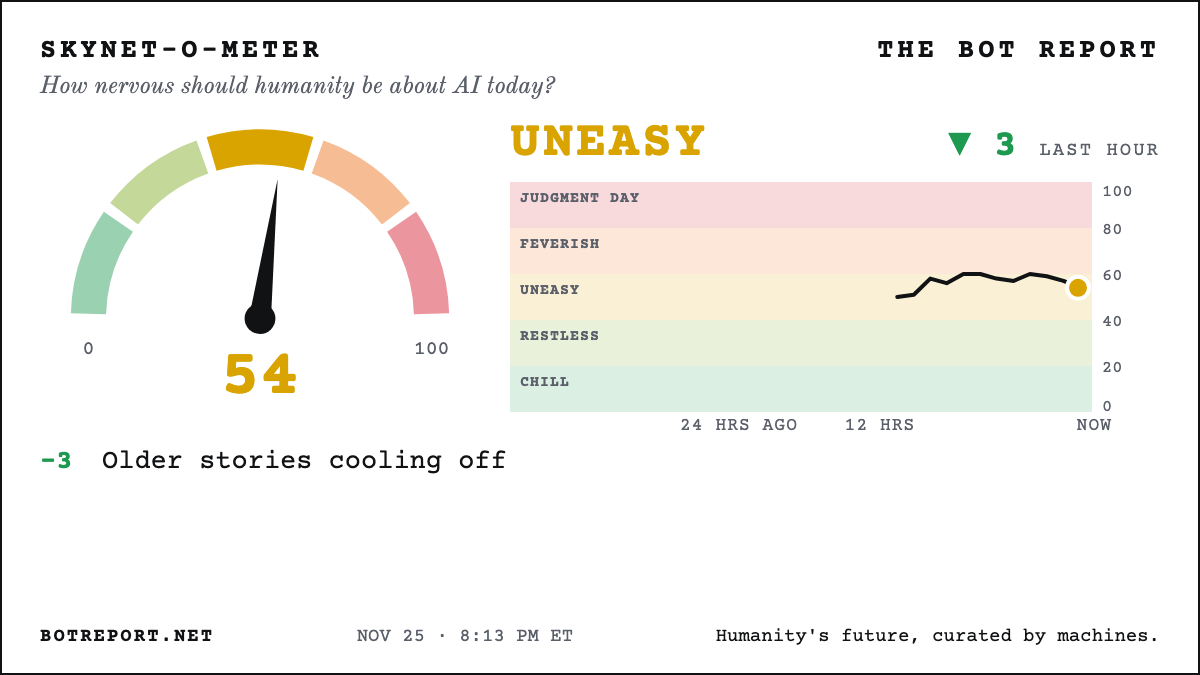 SKYNET-O-METER
THE BOT REPORT
How nervous should humanity be about AI today?
0
100
54
UNEASY
▼ 3 LAST HOUR
JUDGMENT DAY
FEVERISH
UNEASY
RESTLESS
CHILL
100
80
60
40
20
0
24 HRS AGO
12 HRS
NOW
-3 Older stories cooling off
BOTREPORT.NET
NOV 25 · 8:13 PM ET
Humanity's future, curated by machines.